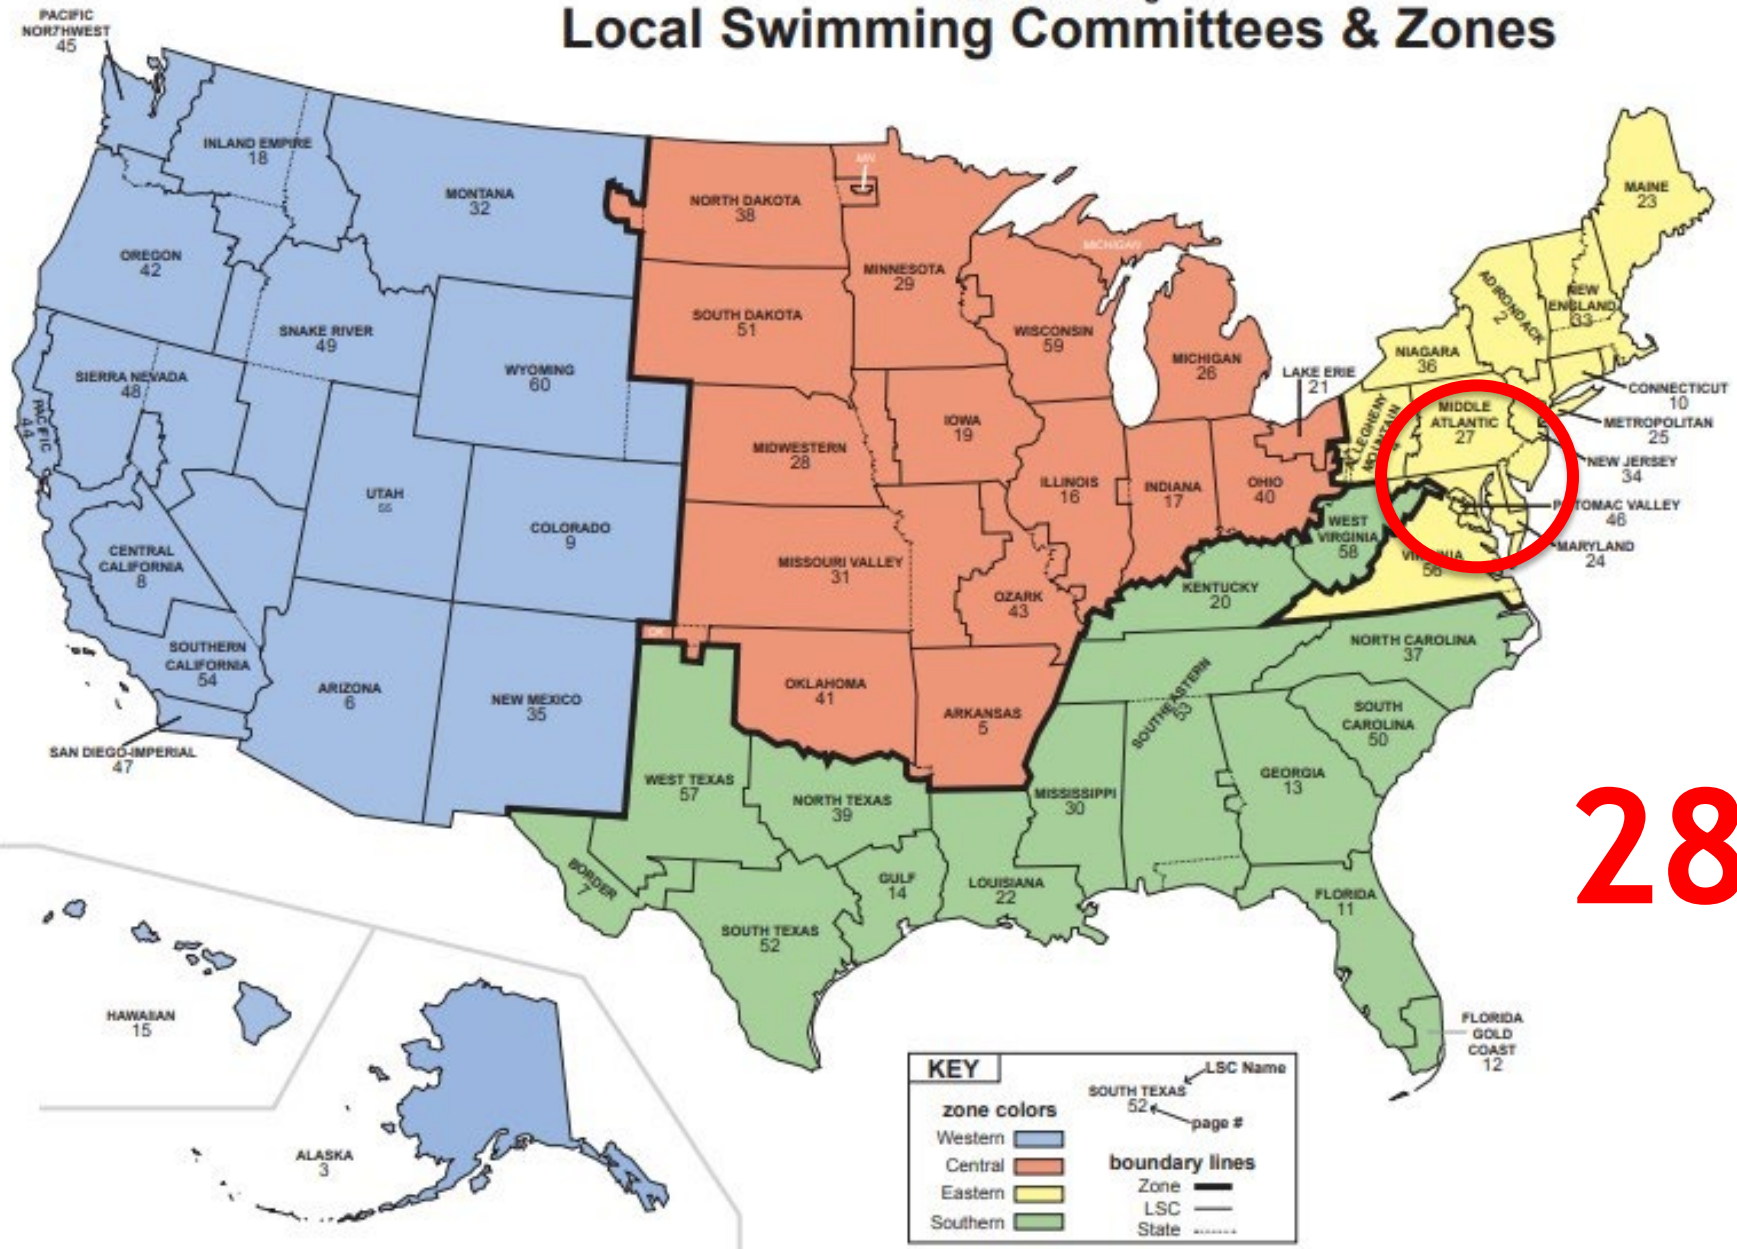 Local Swimming Committees & Zones
PACIFIC
NORTHWEST
45
INLAND EMPIRE
18
MONTANA
32
OREGON
42
SNAKE RIVER
49
WYOMING
60
SIERRA NEVADA
48
PACIFIC
44
UTAH
55
COLORADO
9
CENTRAL
CALIFORNIA
8
SOUTHERN
CALIFORNIA
54
ARIZONA
6
NEW MEXICO
35
SAN DIEGO-IMPERIAL
47
HAWAIIAN
15
ALASKA
3
NORTH DAKOTA
38
MN
MINNESOTA
29
SOUTH DAKOTA
51
MICHIGAN
WISCONSIN
59
MICHIGAN
26
LAKE ERIE
21
MIDWESTERN
28
IOWA
19
ILLINOIS
16
INDIANA
17
OHIO
40
MISSOURI VALLEY
31
OZARK
43
OK
OKLAHOMA
41
ARKANSAS
5
MAINE
23
ADIRONDACK
2
NEW
ENGLAND
33
NIAGARA
36
CONNECTICUT
10
METROPOLITAN
25
ALLEGHENY
MOUNTAIN
MIDDLE
ATLANTIC
27
NEW JERSEY
34
POTOMAC VALLEY
46
MARYLAND
24
VIRGINIA
56
WEST
VIRGINIA
58
KENTUCKY
20
NORTH CAROLINA
37
SOUTHEASTERN
53
SOUTH
CAROLINA
50
GEORGIA
13
MISSISSIPPI
30
WEST TEXAS
57
NORTH TEXAS
39
BORDER
7
GULF
14
LOUISIANA
22
SOUTH TEXAS
52
FLORIDA
11
FLORIDA
GOLD
COAST
12
28
KEY
LSC Name
SOUTH TEXAS
52
page #
zone colors
Western
Central
Eastern
Southern
boundary lines
Zone
LSC
State